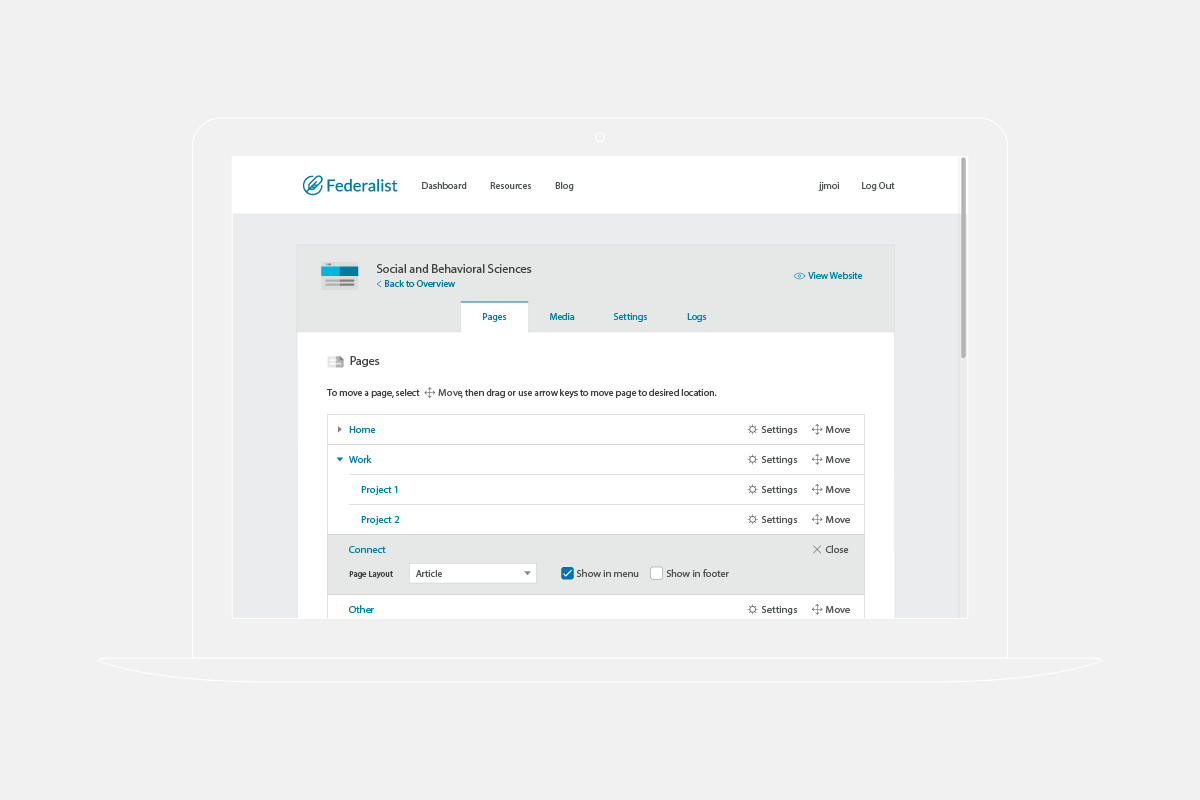 Federalist Dashboard Resources Blog jjmoi Log Out
Social and Behavioral Sciences
Back to Overview
View Website
Pages Media Settings Logs
Pages
To move a page, select Move, then drag or use arrow keys to move page to desired location.
Home Settings Move
Work Settings Move
Project 1 Settings Move
Project 2 Settings Move
Connect Close
Page Layout Article Show in menu Show in footer
Other Settings Move